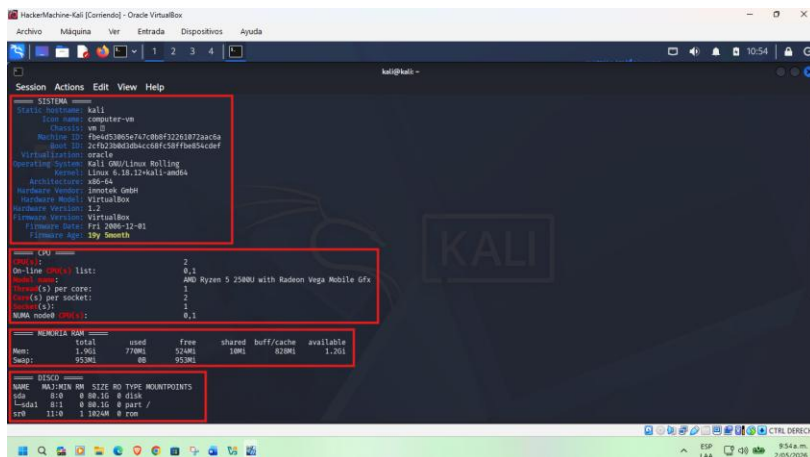 HackerMachine-Kali [Corriendo] - Oracle VirtualBox
Archivo Máquina Ver Entrada Dispositivos Ayuda
1 2 3 4 10:54
kali@kali: ~
Session Actions Edit View Help
═══ SISTEMA ═══
Static hostname: kali
Icon name: computer-vm
Chassis: vm
Machine ID: fbe4d53065e747c0b8f32261072aac6a
Boot ID: 2cfb23b0d3db4cc68fc58ffbe854cdef
Virtualization: oracle
Operating System: Kali GNU/Linux Rolling
Kernel: Linux 6.18.12+kali-amd64
Architecture: x86-64
Hardware Vendor: innotek GmbH
Hardware Model: VirtualBox
Hardware Version: 1.2
Firmware Version: VirtualBox
Firmware Date: Fri 2006-12-01
Firmware Age: 19y 5month
═══ CPU ═══
CPU(s): 2
On-line CPU(s) list: 0,1
Model name: AMD Ryzen 5 2500U with Radeon Vega Mobile Gfx
Thread(s) per core: 1
Core(s) per socket: 2
Socket(s): 1
NUMA node0 CPU(s): 0,1
═══ MEMORIA RAM ═══
total used free shared buff/cache available
Mem: 1.9Gi 770Mi 524Mi 10Mi 828Mi 1.2Gi
Swap: 953Mi 0B 953Mi
═══ DISCO ═══
NAME MAJ:MIN RM SIZE RO TYPE MOUNTPOINTS
sda 8:0 0 80.1G 0 disk
└─sda1 8:1 0 80.1G 0 part /
sr0 11:0 1 1024M 0 rom
KALI
CTRL DERECH
ESP
LAA
9:54 a.m.
2/05/2026